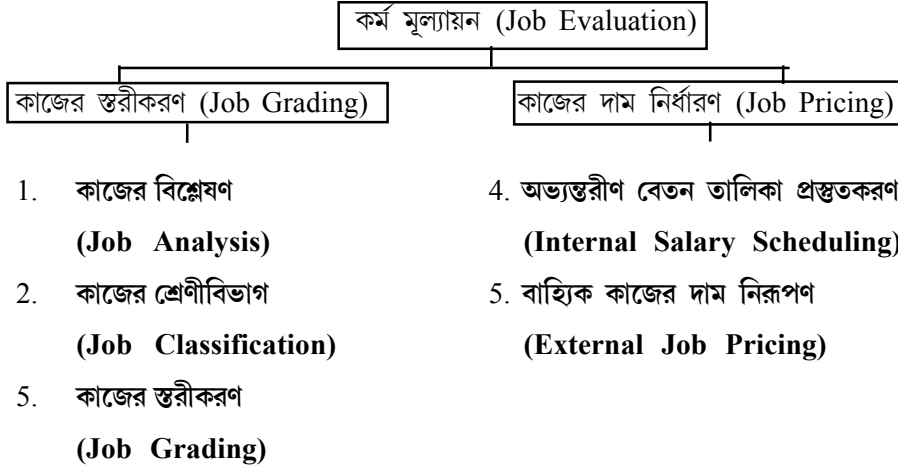 কর্ম মূল্যায়ন (Job Evaluation)
কাজের স্তরীকরণ (Job Grading)
কাজের দাম নির্ধারণ (Job Pricing)
1. কাজের বিশ্লেষণ
(Job Analysis)
2. কাজের শ্রেণীবিভাগ
(Job Classification)
5. কাজের স্তরীকরণ
(Job Grading)
4. অভ্যন্তরীণ বেতন তালিকা প্রস্তুতকরণ
(Internal Salary Scheduling)
5. বাহ্যিক কাজের দাম নিরূপণ
(External Job Pricing)